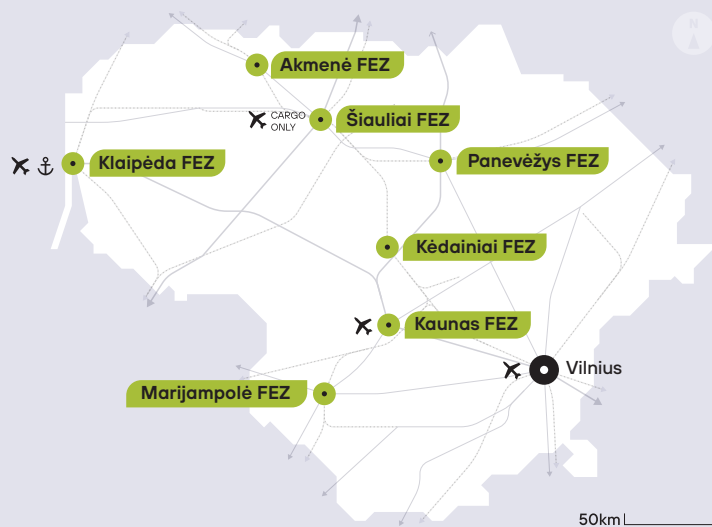 N
Akmenė FEZ
CARGO
ONLY
Šiauliai FEZ
Klaipėda FEZ
Panevėžys FEZ
Kėdainiai FEZ
Kaunas FEZ
Vilnius
Marijampolė FEZ
50km